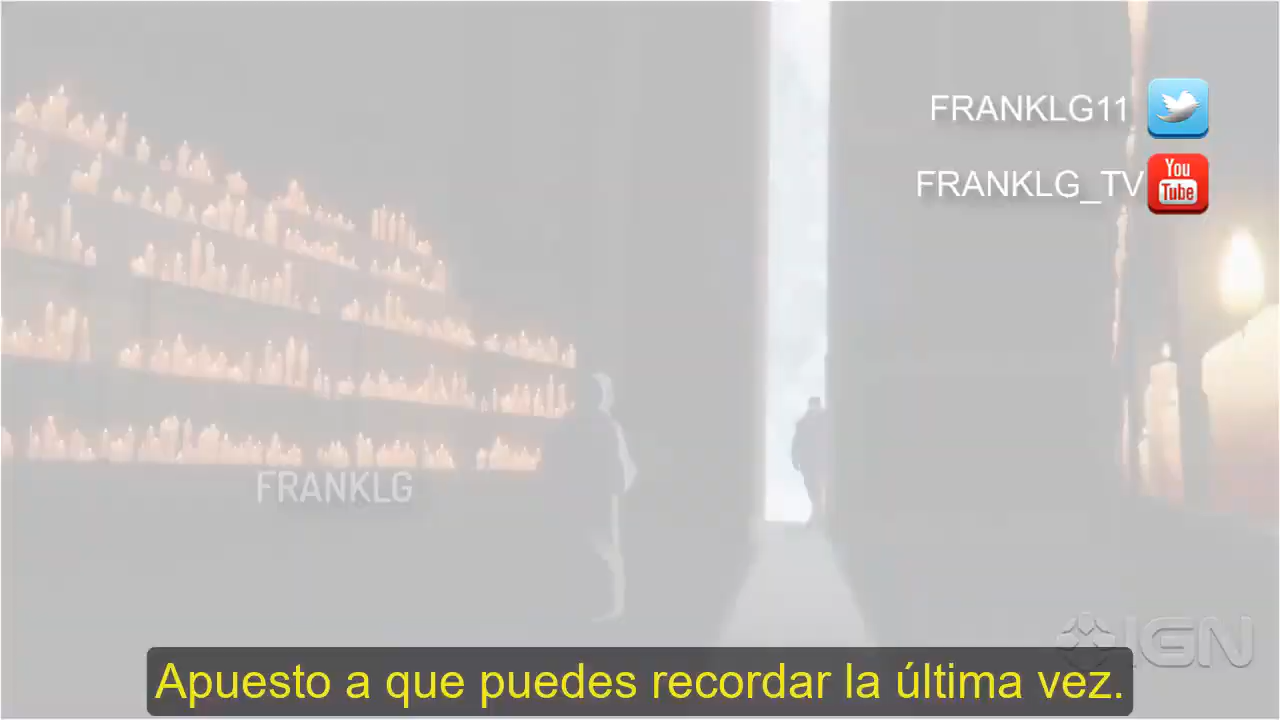 FRANKLG11
FRANKLG_TV
You
Tube
FRANKLG
IGN
Apuesto a que puedes recordar la última vez.